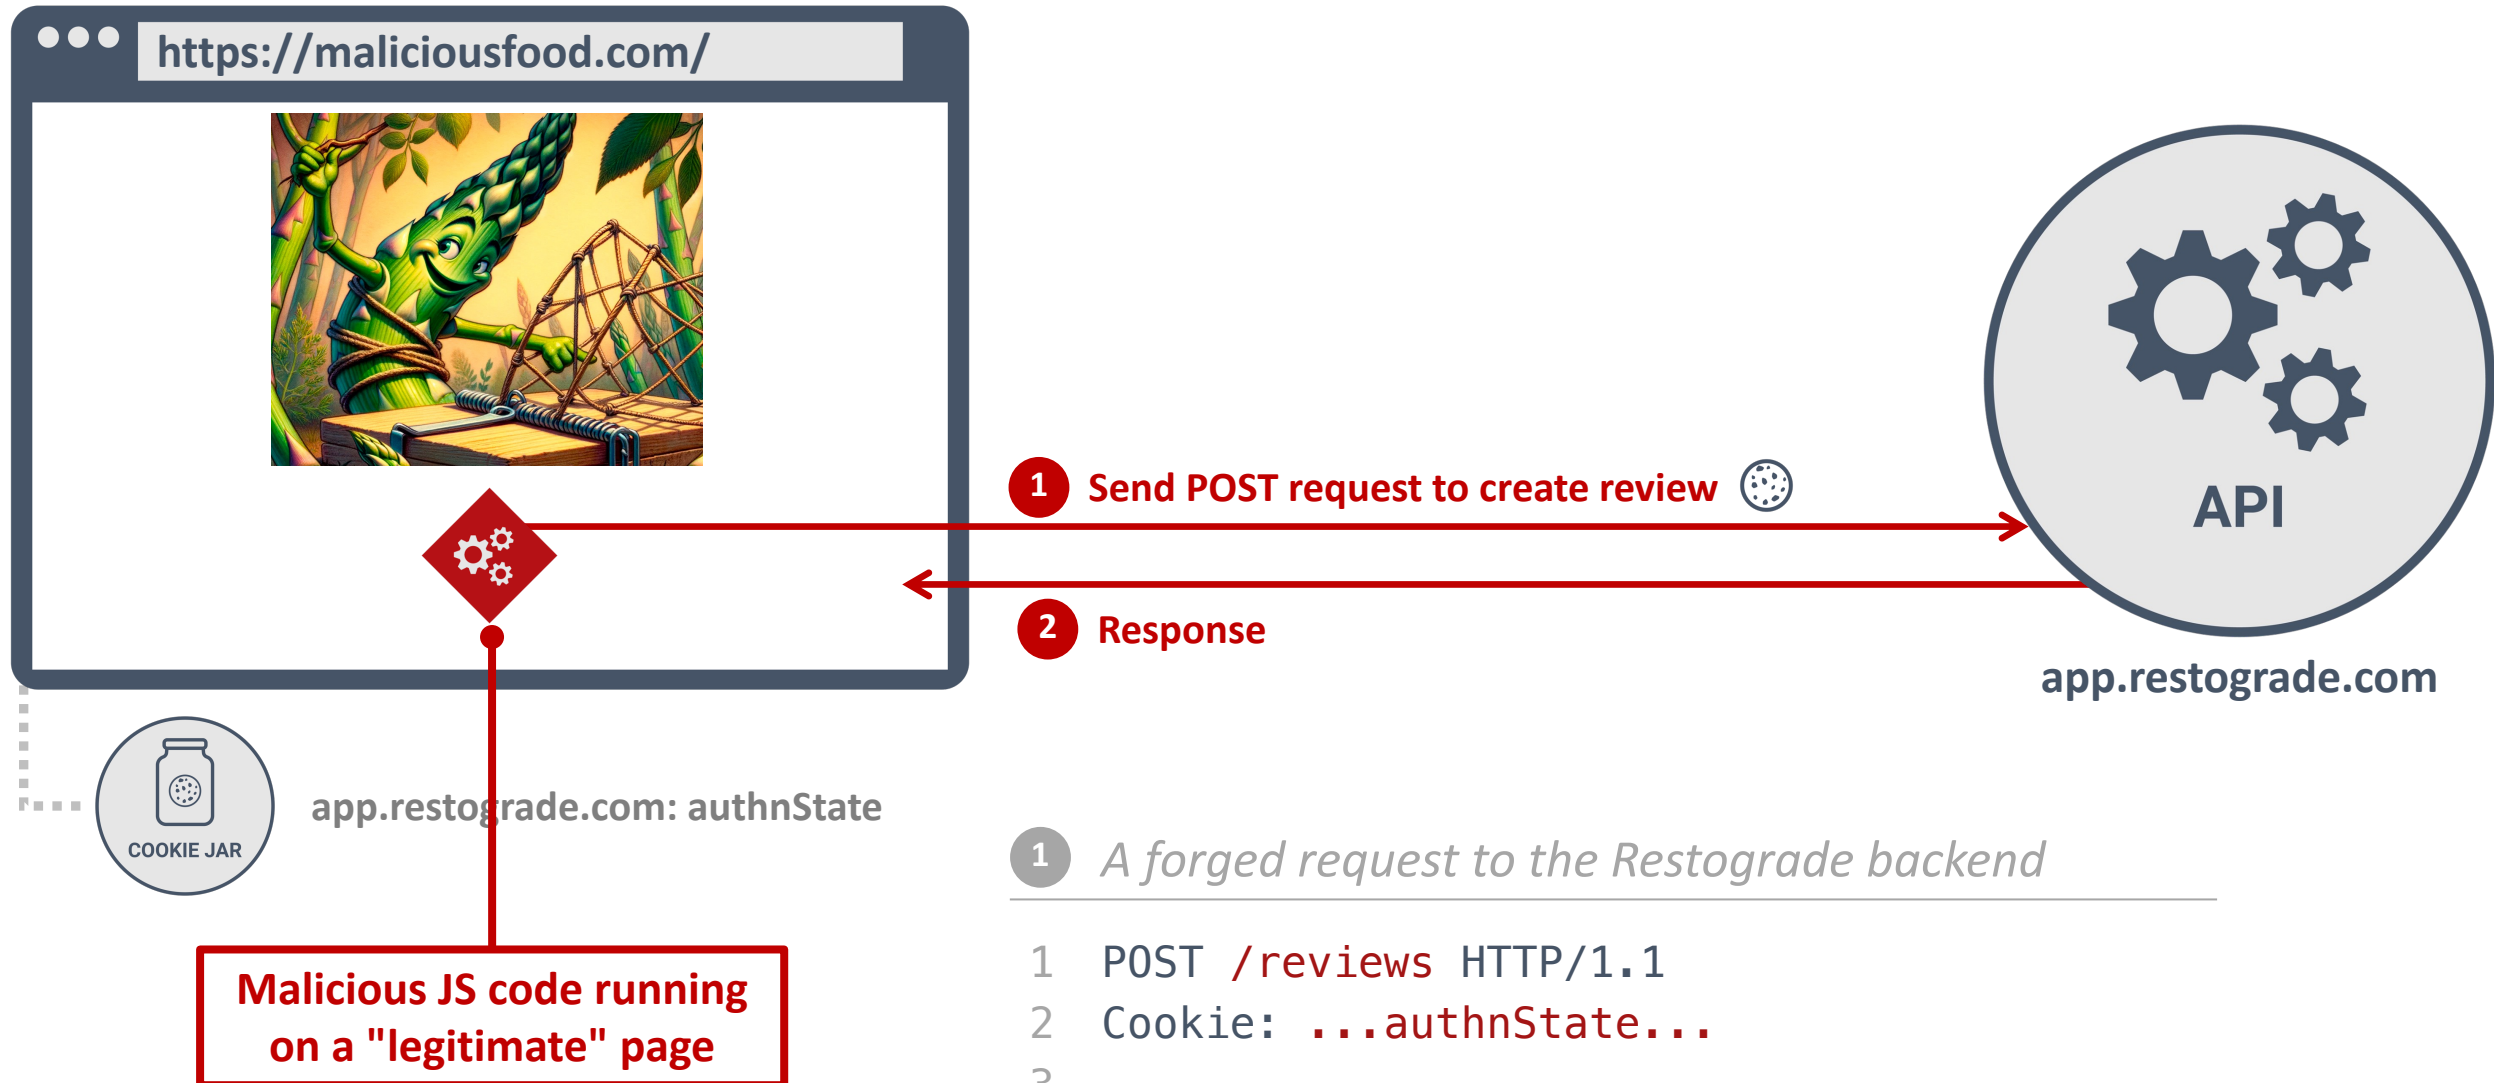 https://maliciousfood.com/
1 Send POST request to create review
API
2 Response
app.restograde.com
app.restograde.com: authnState
COOKIE JAR
1 A forged request to the Restograde backend
Malicious JS code running
on a "legitimate" page
1 POST /reviews HTTP/1.1
2 Cookie: ...authnState...
3